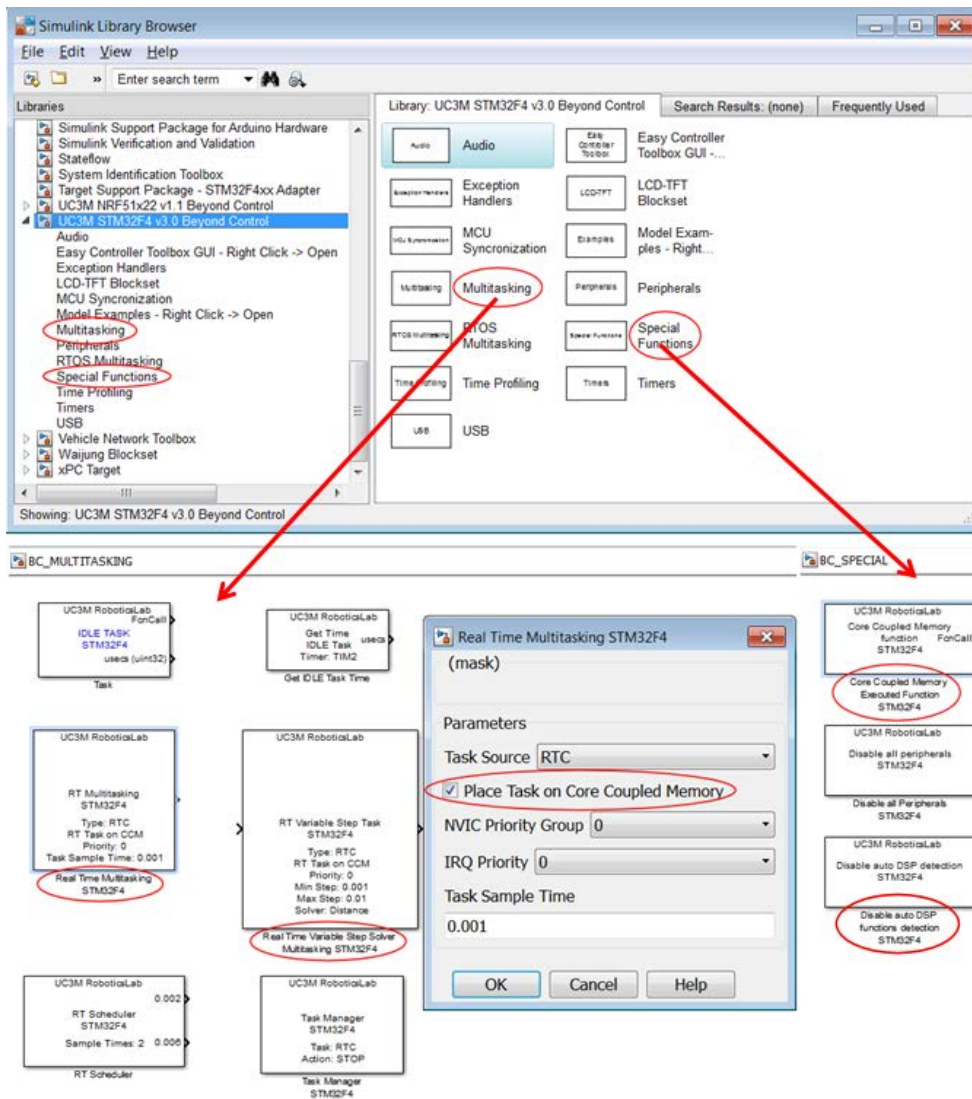 Simulink Library Browser
File Edit View Help
» Enter search term
Libraries
Simulink Support Package for Arduino Hardware
Simulink Verification and Validation
Stateflow
System Identification Toolbox
Target Support Package - STM32F4xx Adapter
UC3M NRF51x22 v1.1 Beyond Control
UC3M STM32F4 v3.0 Beyond Control
Audio
Easy Controller Toolbox GUI - Right Click -> Open
Exception Handlers
LCD-TFT Blockset
MCU Syncronization
Model Examples - Right Click -> Open
Multitasking
Peripherals
RTOS Multitasking
Special Functions
Time Profiling
Timers
USB
Vehicle Network Toolbox
Waijung Blockset
xPC Target
Showing: UC3M STM32F4 v3.0 Beyond Control
Library: UC3M STM32F4 v3.0 Beyond Control
Search Results: (none)
Frequently Used
Audio
Audio
Easy
Controller
Toolbox
Easy Controller
Toolbox GUI -...
Exception Handlers
Exception
Handlers
LCD-TFT
LCD-TFT
Blockset
MCU Syncronization
MCU
Syncronization
Examples
Model Exam-
ples - Right...
Multitasking
Multitasking
Peripherals
Peripherals
RTOS Multitasking
RTOS
Multitasking
Special Functions
Special
Functions
Time Profiling
Time Profiling
Timers
Timers
USB
USB
BC_MULTITASKING
UC3M RoboticsLab
FcnCall
IDLE TASK
STM32F4
usecs (uint32)
Task
UC3M RoboticsLab
Get Time
IDLE Task
Timer: TIM2
usecs
Get IDLE Task Time
UC3M RoboticsLab
RT Multitasking
STM32F4
Type: RTC
RT Task on CCM
Priority: 0
Task Sample Time: 0.001
Real Time Multitasking
STM32F4
UC3M RoboticsLab
RT Variable Step Task
STM32F4
Type: RTC
RT Task on CCM
Priority: 0
Min Step: 0.001
Max Step: 0.01
Solver: Distance
Real Time Variable Step Solver
Multitasking STM32F4
UC3M RoboticsLab
0.002
RT Scheduler
STM32F4
Sample Times: 2 0.006
RT Scheduler
UC3M RoboticsLab
Task Manager
STM32F4
Task: RTC
Action: STOP
Task Manager
STM32F4
Real Time Multitasking STM32F4
(mask)
Parameters
Task Source RTC
Place Task on Core Coupled Memory
NVIC Priority Group 0
IRQ Priority 0
Task Sample Time
0.001
OK Cancel Help
BC_SPECIAL
UC3M RoboticsLab
Core Coupled Memory
function FcnCall
STM32F4
Core Coupled Memory
Executed Function
STM32F4
UC3M RoboticsLab
Disable all peripherals
STM32F4
Disable all Peripherals
STM32F4
UC3M RoboticsLab
Disable auto DSP detection
STM32F4
Disable auto DSP
functions detection
STM32F4